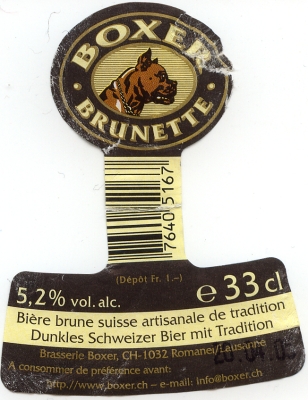 BOXER
BRUNETTE
7640 5167
(Dépôt Fr. 1.–)
5,2% vol. alc. e 33 cl
Bière brune suisse artisanale de tradition
Dunkles Schweizer Bier mit Tradition
Brasserie Boxer, CH-1032 Romanel/Lausanne
A consommer de préférence avant:
http://www.boxer.ch – e-mail: info@boxer.ch